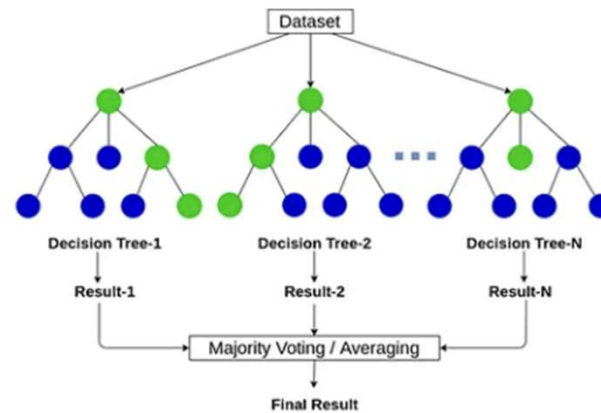 Dataset
Decision Tree-1
Decision Tree-2
Decision Tree-N
Result-1
Result-2
Result-N
Majority Voting / Averaging
Final Result